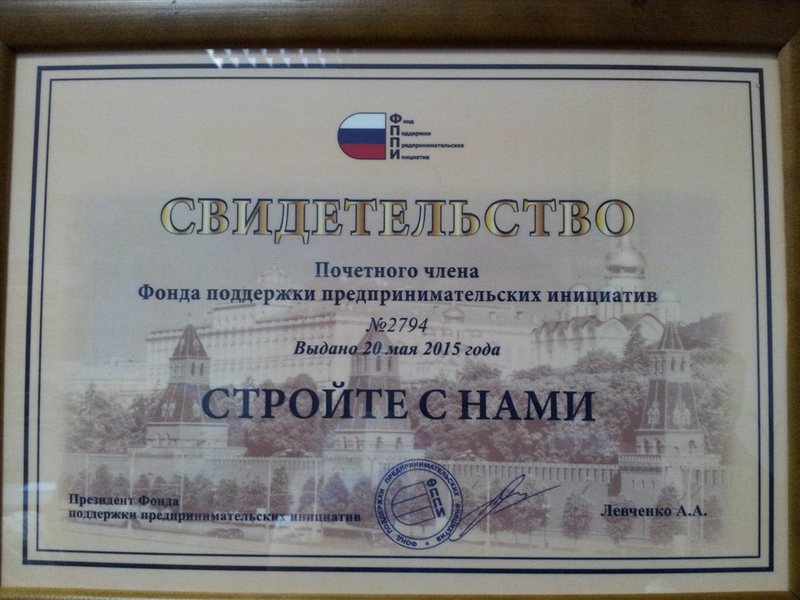 Фонд
Поддержки
Предпринимательских
Инициатив
СВИДЕТЕЛЬСТВО
Почетного члена
Фонда поддержки предпринимательских инициатив
№2794
Выдано 20 мая 2015 года
СТРОЙТЕ С НАМИ
Президент Фонда
поддержки предпринимательских инициатив
ФОНД ПОДДЕРЖКИ ПРЕДПРИНИМАТЕЛЬСКИХ ИНИЦИАТИВ
ФППИ
Левченко А.А.